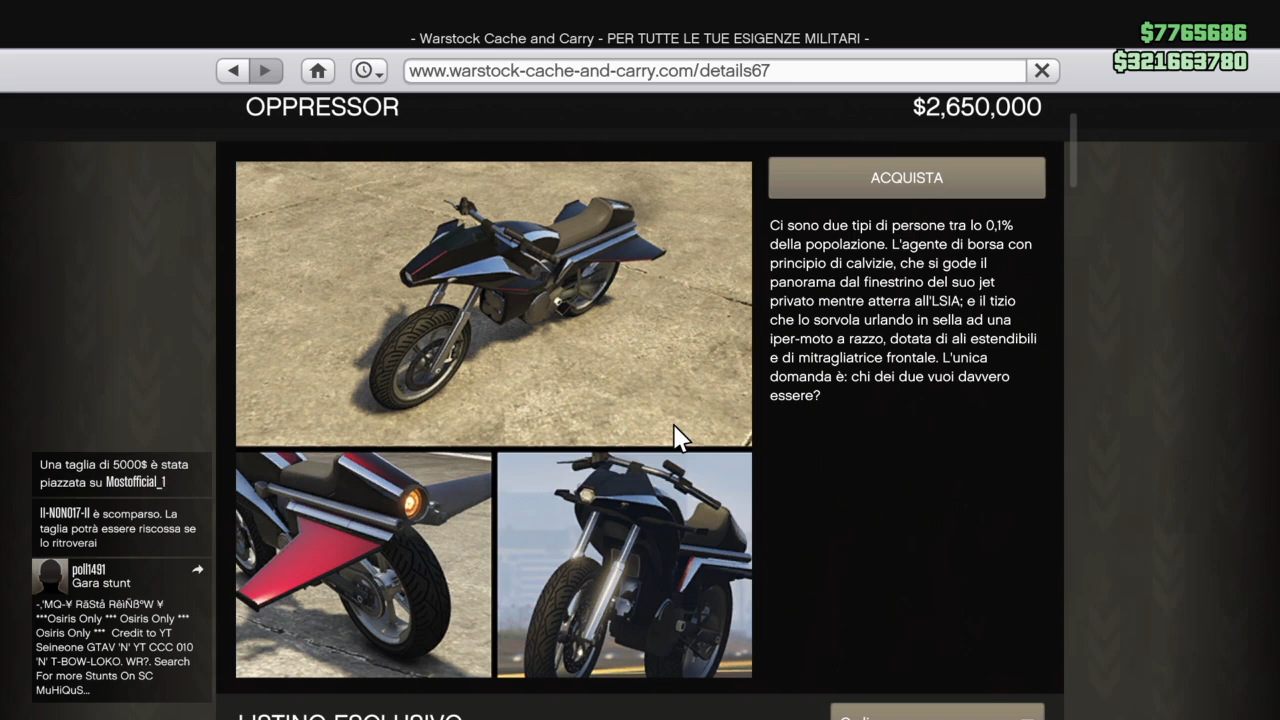 - Warstock Cache and Carry - PER TUTTE LE TUE ESIGENZE MILITARI -
$7765686
$321663780
www.warstock-cache-and-carry.com/details67
OPPRESSOR
$2,650,000
ACQUISTA
Ci sono due tipi di persone tra lo 0,1%
della popolazione. L'agente di borsa con
principio di calvizie, che si gode il
panorama dal finestrino del suo jet
privato mentre atterra all'LSIA; e il tizio
che lo sorvola urlando in sella ad una
iper-moto a razzo, dotata di ali estendibili
e di mitragliatrice frontale. L'unica
domanda è: chi dei due vuoi davvero
essere?
Una taglia di 5000$ è stata
piazzata su Mostofficial_1
II-NONO17-II è scomparso. La
taglia potrà essere riscossa se
lo ritroverai
poll1491
Gara stunt
-,'MQ-¥ RãStå RêìÑßºW ¥
***Osiris Only *** Osiris Only ***
Osiris Only *** Credit to YT
Seineone GTAV 'N' YT CCC 010
'N' T-BOW-LOKO. WR?. Search
For more Stunts On SC
MuHiQuS...
LISTINO ESCLUSIVO